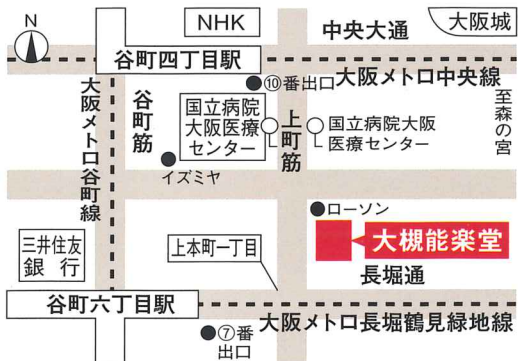 N
NHK
中央大通
大阪城
谷町四丁目駅
大阪メトロ中央線
⑩番出口
大阪メトロ谷町線
谷町筋
国立病院
大阪医療
センター
上町筋
国立病院大阪
医療センター
至森の宮
イズミヤ
ローソン
大槻能楽堂
三井住友
銀行
上本町一丁目
長堀通
谷町六丁目駅
大阪メトロ長堀鶴見緑地線
⑦番
出口